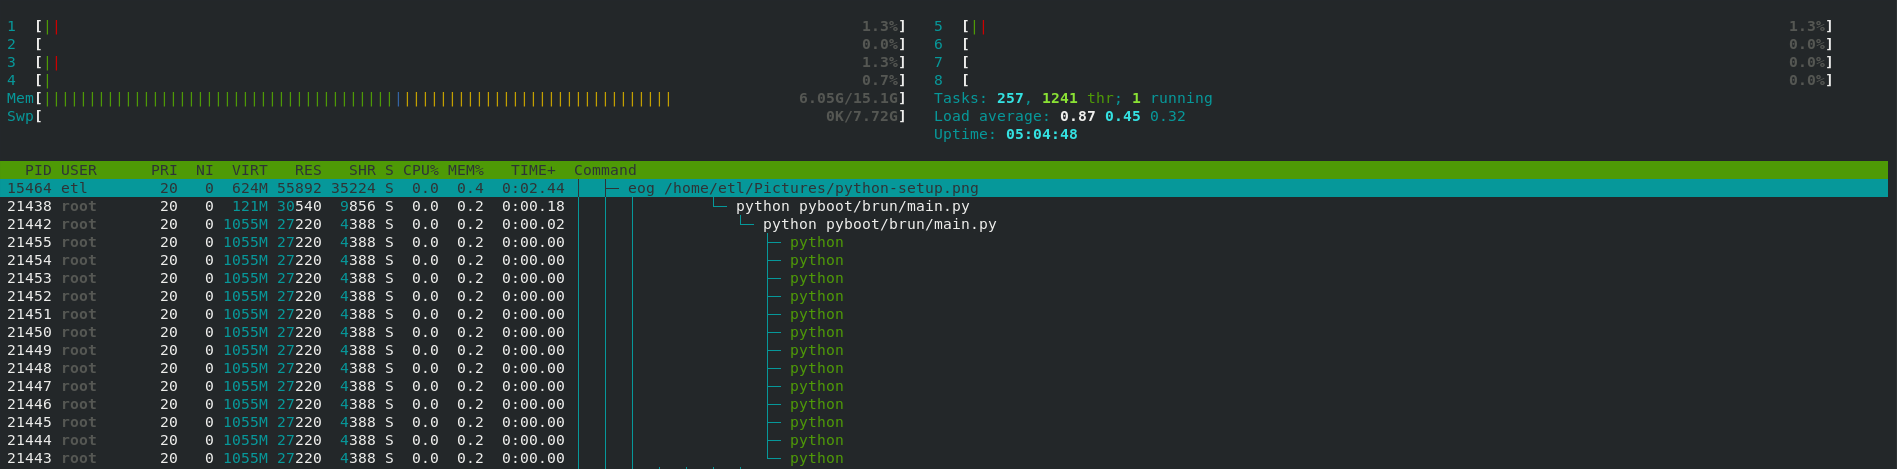 1 [|| 1.3%] 5 [|| 1.3%]
2 [ 0.0%] 6 [ 0.0%]
3 [|| 1.3%] 7 [ 0.0%]
4 [| 0.7%] 8 [ 0.0%]
Mem[|||||||||||||||||||||||||||||||||||||||||||||||||||||||||||||||||||||| 6.05G/15.1G] Tasks: 257, 1241 thr; 1 running
Swp[ 0K/7.72G] Load average: 0.87 0.45 0.32
Uptime: 05:04:48
PID USER PRI NI VIRT RES SHR S CPU% MEM% TIME+ Command
15464 etl 20 0 624M 55892 35224 S 0.0 0.4 0:02.44 │ ├─ eog /home/etl/Pictures/python-setup.png
21438 root 20 0 121M 30540 9856 S 0.0 0.2 0:00.18 │ │ │ └─ python pyboot/brun/main.py
21442 root 20 0 1055M 27220 4388 S 0.0 0.2 0:00.02 │ │ │ └─ python pyboot/brun/main.py
21455 root 20 0 1055M 27220 4388 S 0.0 0.2 0:00.00 │ │ │ ├─ python
21454 root 20 0 1055M 27220 4388 S 0.0 0.2 0:00.00 │ │ │ ├─ python
21453 root 20 0 1055M 27220 4388 S 0.0 0.2 0:00.00 │ │ │ ├─ python
21452 root 20 0 1055M 27220 4388 S 0.0 0.2 0:00.00 │ │ │ ├─ python
21451 root 20 0 1055M 27220 4388 S 0.0 0.2 0:00.00 │ │ │ ├─ python
21450 root 20 0 1055M 27220 4388 S 0.0 0.2 0:00.00 │ │ │ ├─ python
21449 root 20 0 1055M 27220 4388 S 0.0 0.2 0:00.00 │ │ │ ├─ python
21448 root 20 0 1055M 27220 4388 S 0.0 0.2 0:00.00 │ │ │ ├─ python
21447 root 20 0 1055M 27220 4388 S 0.0 0.2 0:00.00 │ │ │ ├─ python
21446 root 20 0 1055M 27220 4388 S 0.0 0.2 0:00.00 │ │ │ ├─ python
21445 root 20 0 1055M 27220 4388 S 0.0 0.2 0:00.00 │ │ │ ├─ python
21444 root 20 0 1055M 27220 4388 S 0.0 0.2 0:00.00 │ │ │ ├─ python
21443 root 20 0 1055M 27220 4388 S 0.0 0.2 0:00.00 │ │ │ └─ python